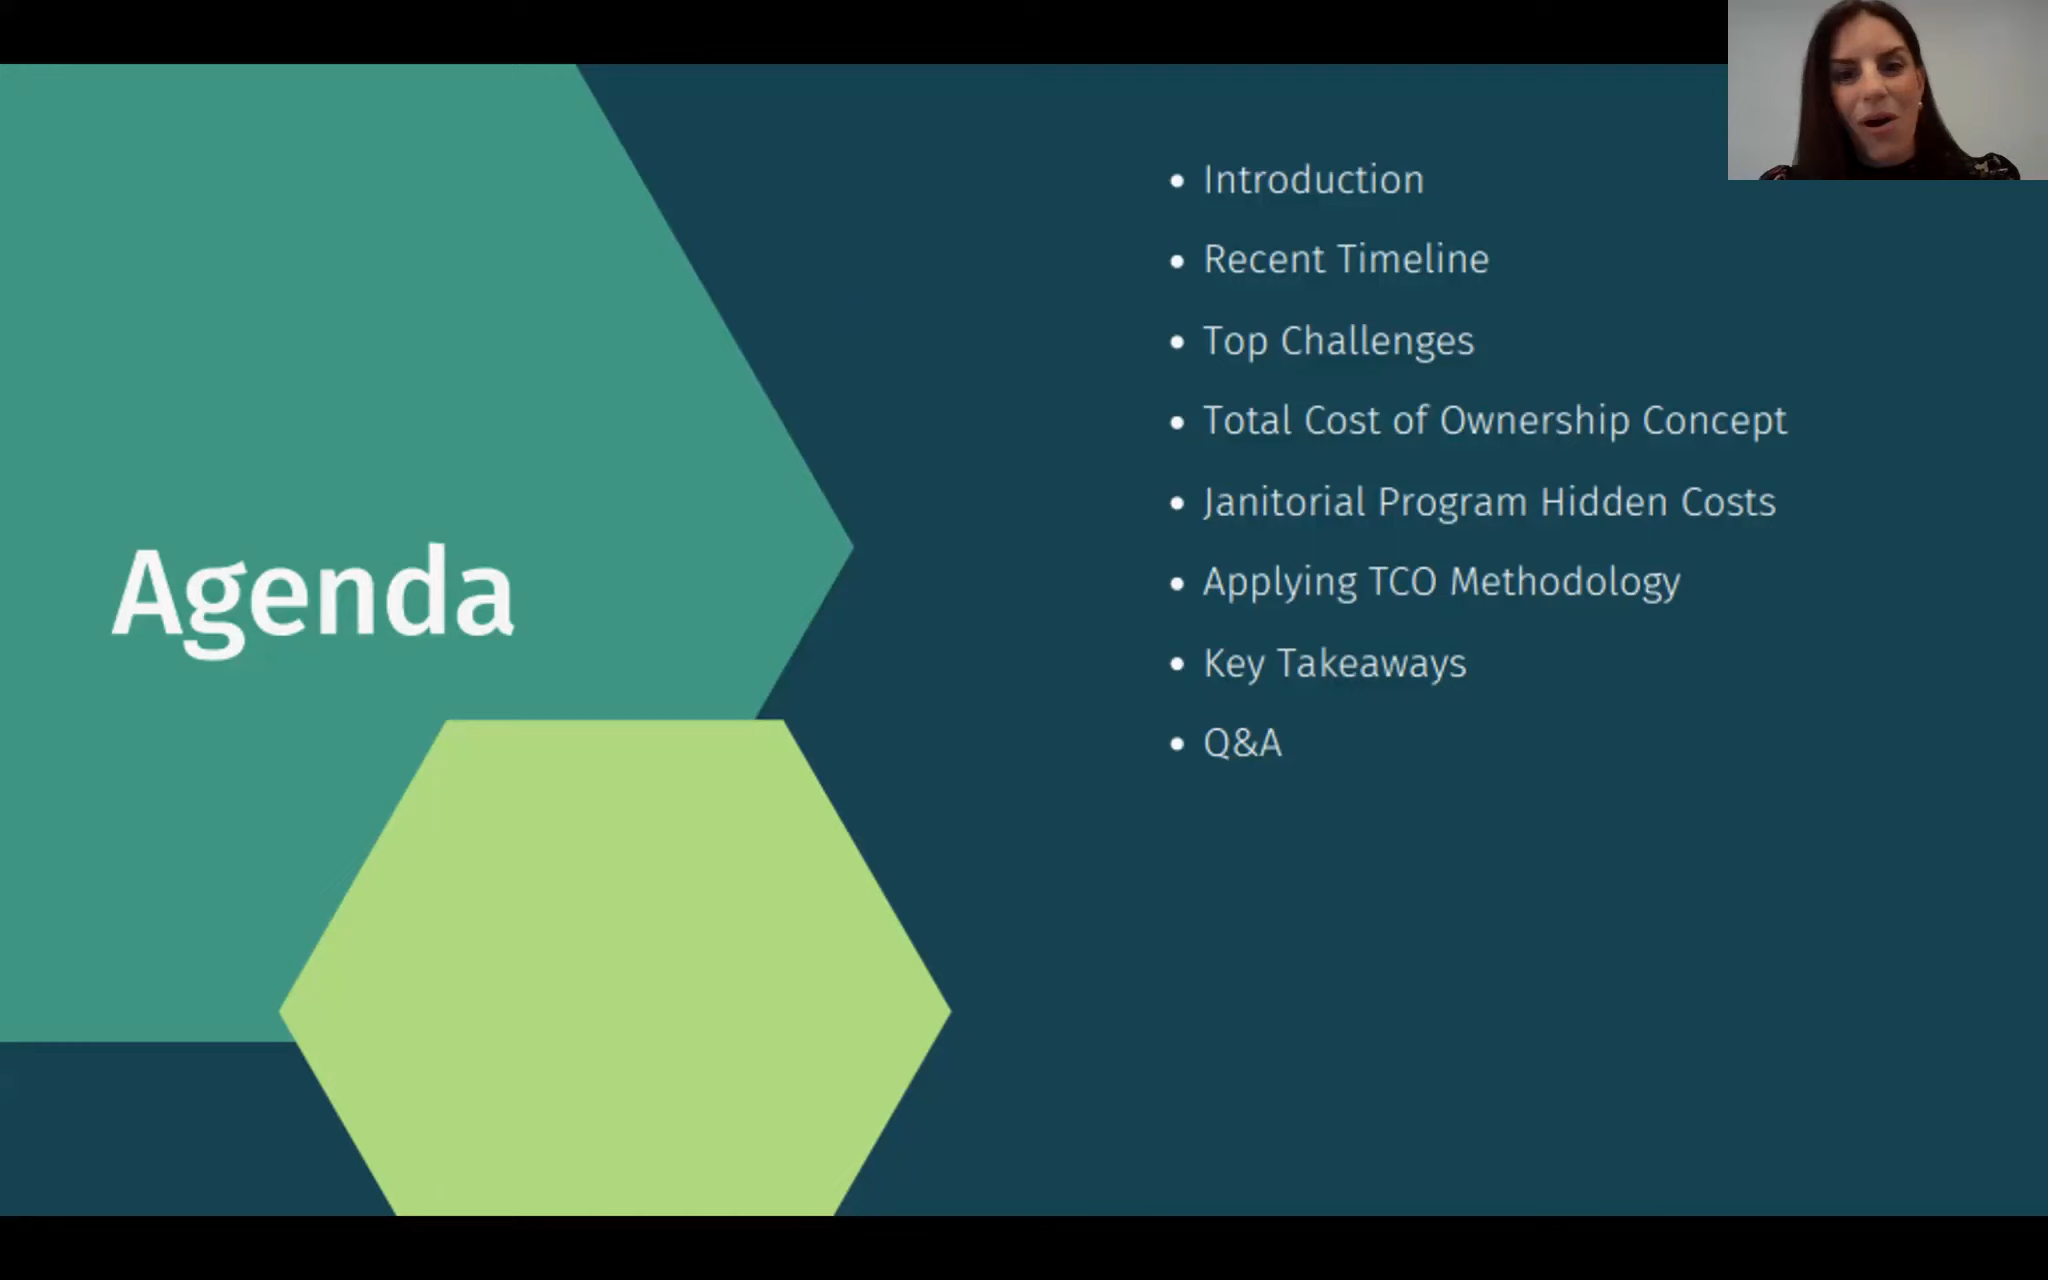 Agenda
Introduction
Recent Timeline
Top Challenges
Total Cost of Ownership Concept
Janitorial Program Hidden Costs
Applying TCO Methodology
Key Takeaways
Q&A